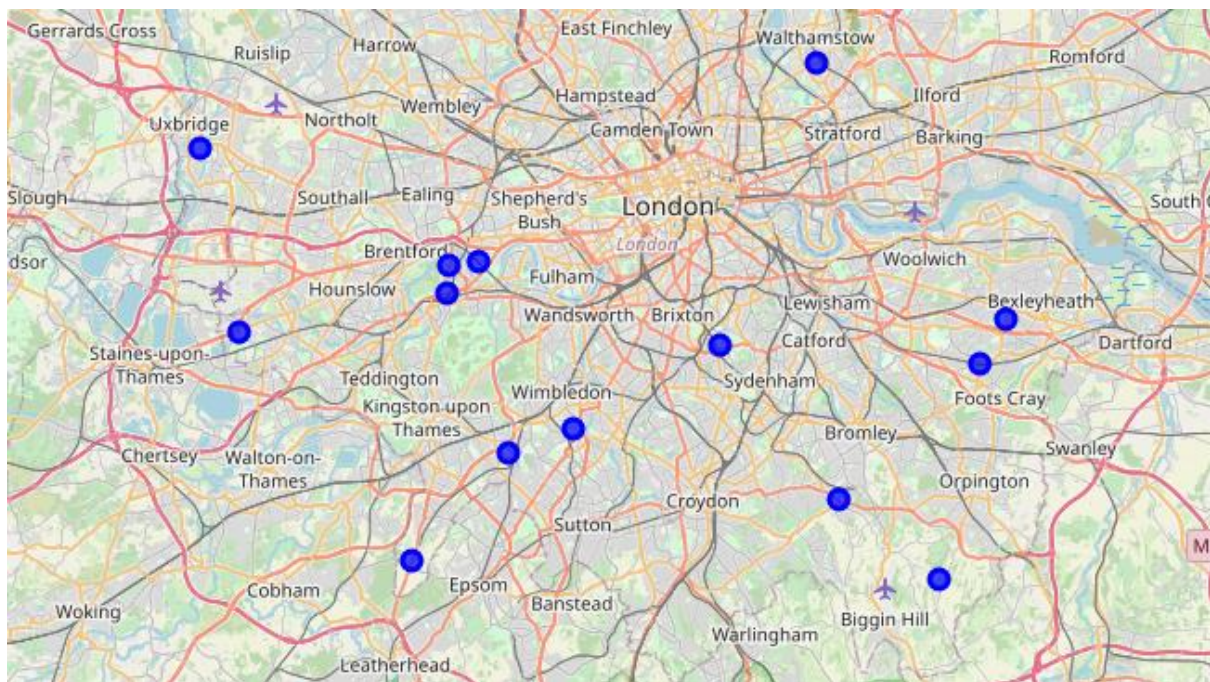 East Finchley
Gerrards Cross
Walthamstow
Harrow
Ruislip
Romford
Hampstead
Ilford
Wembley
Northolt
Uxbridge
Camden Town
Stratford
Barking
Slough
Southall
Ealing
Shepherd's
Bush
London
South O
London
Brentford
dsor
Woolwich
Fulham
Hounslow
Lewisham
Bexleyheath
Wandsworth
Brixton
Catford
Dartford
Staines-upon-
Thames
Teddington
Sydenham
Wimbledon
Foots Cray
Kingston upon
Thames
Bromley
Swanley
Chertsey
Walton-on-
Thames
Orpington
Croydon
Sutton
M
Epsom
Cobham
Banstead
Woking
Biggin Hill
Warlingham
Leatherhead